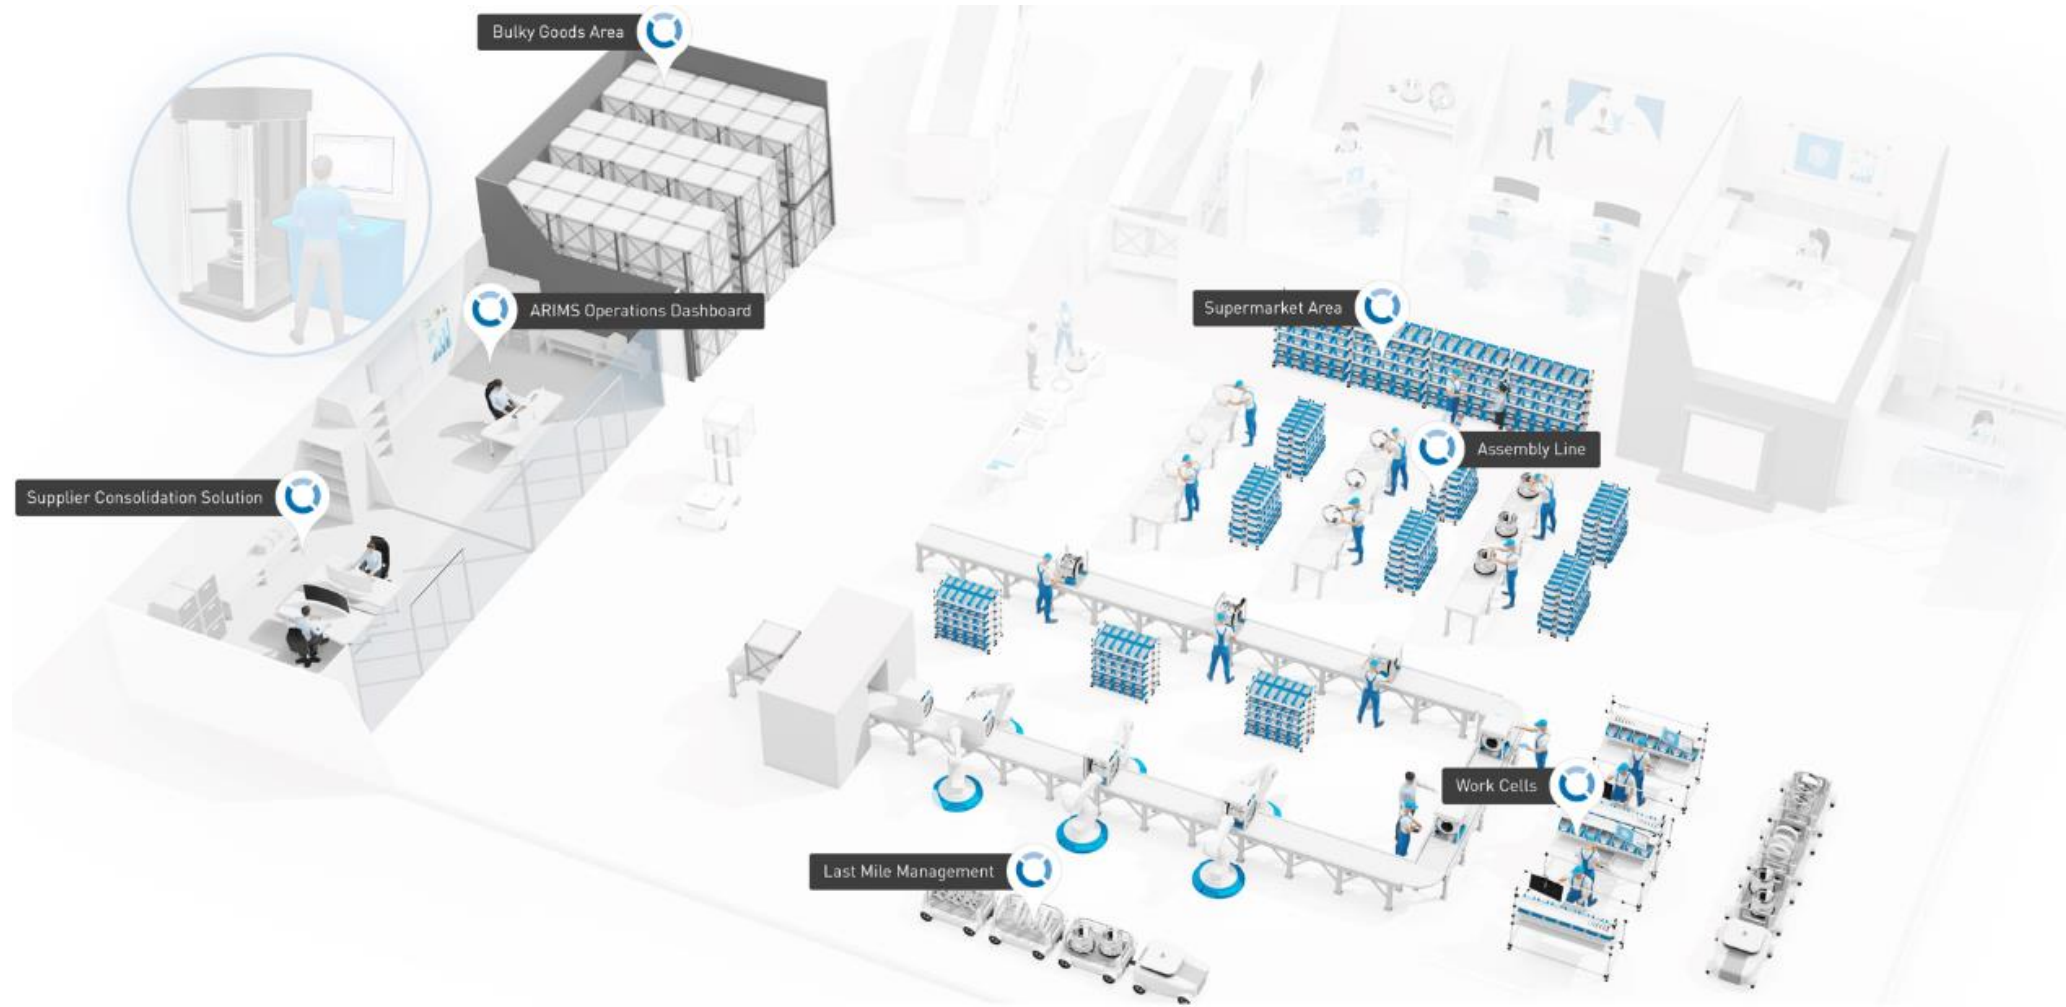 Bulky Goods Area
ARIMS Operations Dashboard
Supermarket Area
Assembly Line
Supplier Consolidation Solution
Work Cells
Last Mile Management